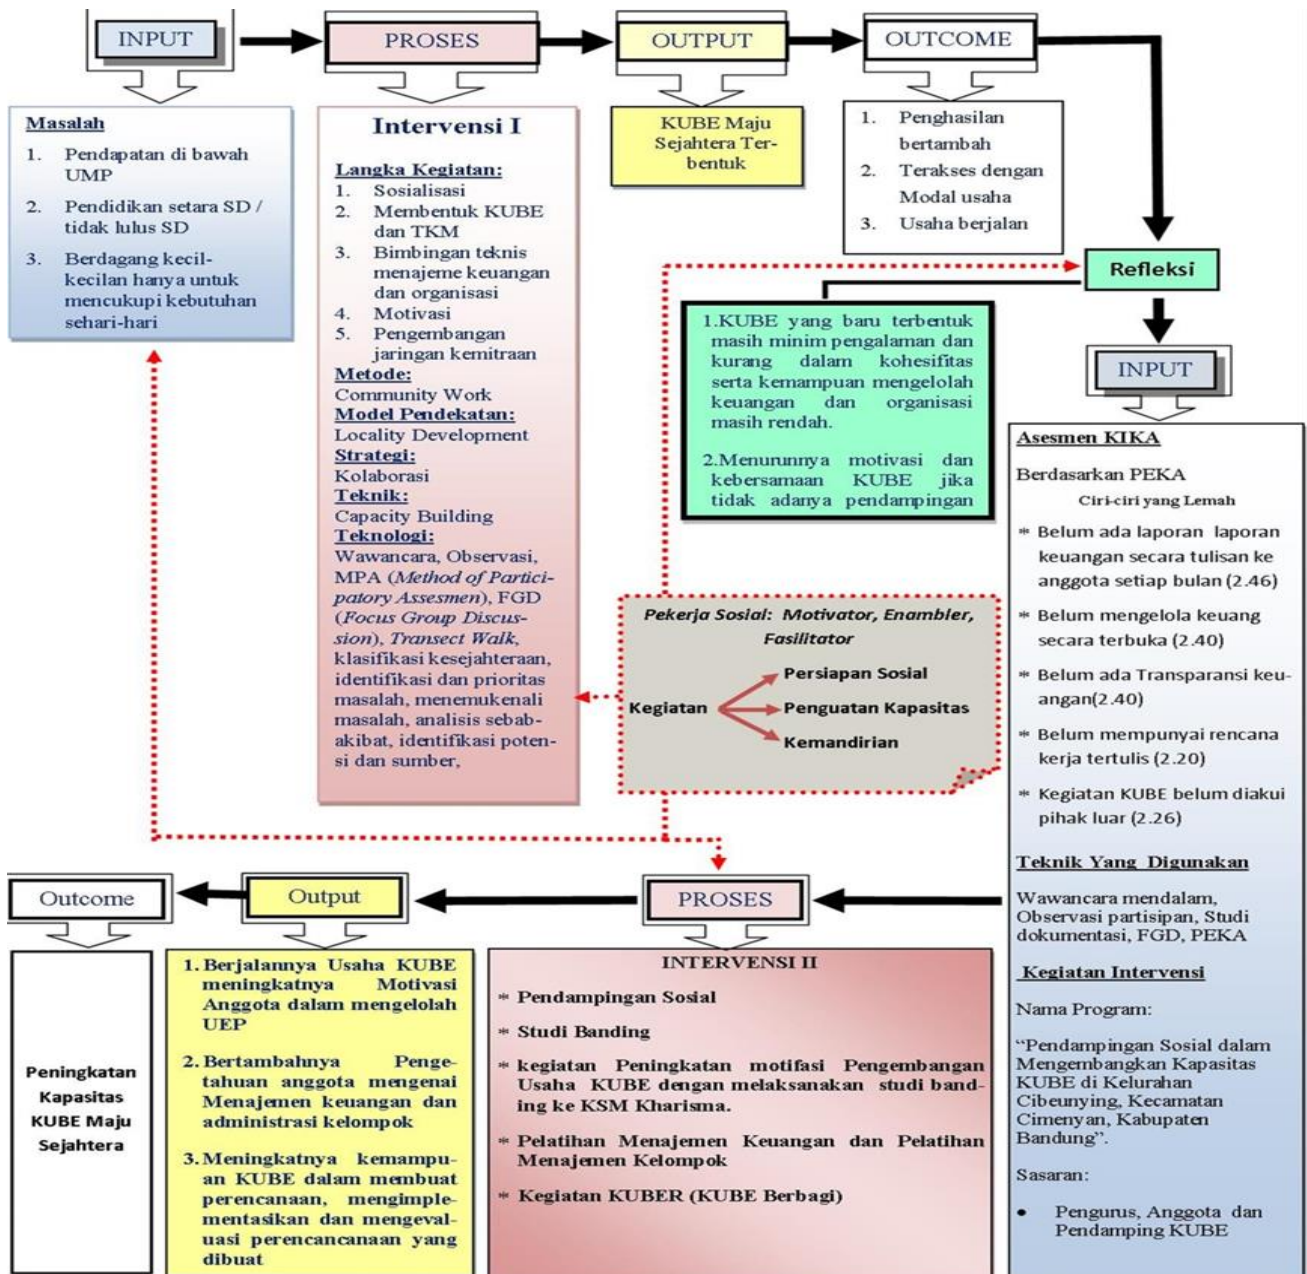 INPUT
PROSES
OUTPUT
OUTCOME
Masalah
1. Pendapatan di bawah
UMP
2. Pendidikan setara SD /
tidak lulus SD
3. Berdagang kecil-
kecilan hanya untuk
mencukupi kebutuhan
sehari-hari
Intervensi I
Langka Kegiatan:
1. Sosialisasi
2. Membentuk KUBE
dan TKM
3. Bimbingan teknis
menajeme keuangan
dan organisasi
4. Motivasi
5. Pengembangan
jaringan kemitraan
Metode:
Community Work
Model Pendekatan:
Locality Development
Strategi:
Kolaborasi
Teknik:
Capacity Building
Teknologi:
Wawancara, Observasi,
MPA (Method of Partici-
patory Assesmen), FGD
(Focus Group Discus-
sion), Transect Walk,
klasifikasi kesejahteraan,
identifikasi dan prioritas
masalah, menemukenali
masalah, analisis sebab-
akibat, identifikasi poten-
si dan sumber,
KUBE Maju
Sejahtera Ter-
bentuk
1. Penghasilan
bertambah
2. Terakses dengan
Modal usaha
3. Usaha berjalan
Refleksi
1.KUBE yang baru terbentuk
masih minim pengalaman dan
kurang dalam kohesifitas
serta kemampuan mengelolah
keuangan dan organisasi
masih rendah.
2.Menurunnya motivasi dan
kebersamaan KUBE jika
tidak adanya pendampingan
INPUT
Asesmen KIKA
Berdasarkan PEKA
Ciri-ciri yang Lemah
* Belum ada laporan laporan
keuangan secara tulisan ke
anggota setiap bulan (2.46)
* Belum mengelola keuang
secara terbuka (2.40)
* Belum ada Transparansi keu-
angan(2.40)
* Belum mempunyai rencana
kerja tertulis (2.20)
* Kegiatan KUBE belum diakui
pihak luar (2.26)
Teknik Yang Digunakan
Wawancara mendalam,
Observasi partisipan, Studi
dokumentasi, FGD, PEKA
Kegiatan Intervensi
Nama Program:
“Pendampingan Sosial dalam
Mengembangkan Kapasitas
KUBE di Kelurahan
Cibeunying, Kecamatan
Cimenyan, Kabupaten
Bandung”.
Sasaran:
• Pengurus, Anggota dan
Pendamping KUBE
Pekerja Sosial: Motivator, Enambler,
Fasilitator
Kegiatan
Persiapan Sosial
Penguatan Kapasitas
Kemandirian
PROSES
Output
Outcome
INTERVENSI II
* Pendampingan Sosial
* Studi Banding
* kegiatan Peningkatan motifasi Pengembangan
Usaha KUBE dengan melaksanakan studi band-
ing ke KSM Kharisma.
* Pelatihan Menajemen Keuangan dan Pelatihan
Menajemen Kelompok
* Kegiatan KUBER (KUBE Berbagi)
1. Berjalannya Usaha KUBE
meningkatnya Motivasi
Anggota dalam mengelolah
UEP
2. Bertambahnya Penge-
tahuan anggota mengenai
Menajemen keuangan dan
administrasi kelompok
3. Meningkatnya kemampu-
an KUBE dalam membuat
perencanaan, mengimple-
mentasikan dan mengeval-
uasi perencancanaan yang
dibuat
Peningkatan
Kapasitas
KUBE Maju
Sejahtera